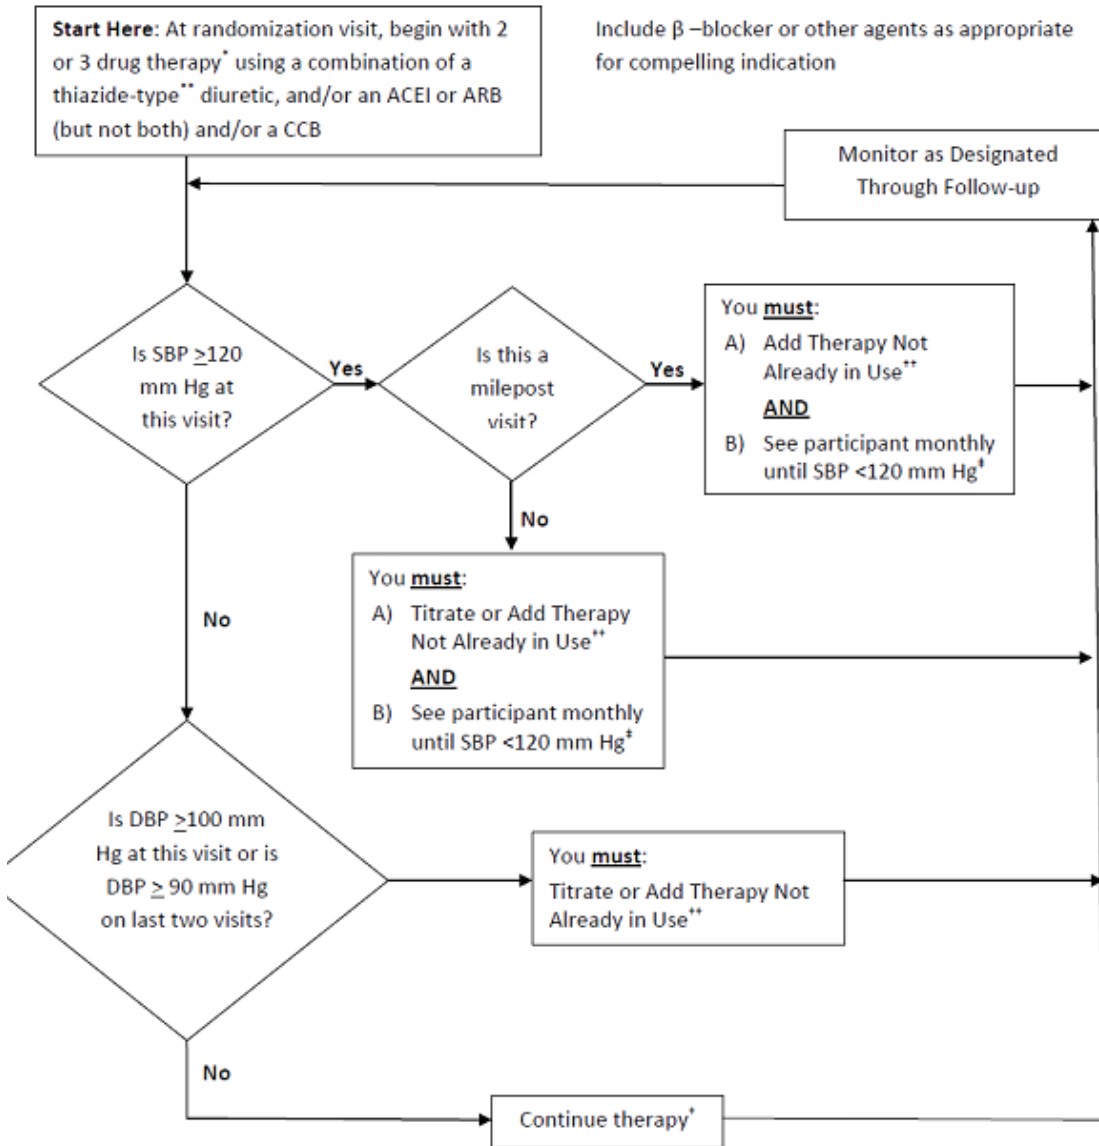 Start Here: At randomization visit, begin with 2
or 3 drug therapy* using a combination of a
thiazide-type** diuretic, and/or an ACEI or ARB
(but not both) and/or a CCB
Include β –blocker or other agents as appropriate
for compelling indication
Monitor as Designated
Through Follow-up
Is SBP ≥120
mm Hg at
this visit?
Yes
Is this a
milepost
visit?
Yes
You must:
A) Add Therapy Not
Already in Use††
AND
B) See participant monthly
until SBP <120 mm Hg‡
No
You must:
A) Titrate or Add Therapy
Not Already in Use††
AND
B) See participant monthly
until SBP <120 mm Hg‡
No
Is DBP ≥100 mm
Hg at this visit or is
DBP ≥ 90 mm Hg
on last two visits?
You must:
Titrate or Add Therapy Not
Already in Use††
No
Continue therapy†